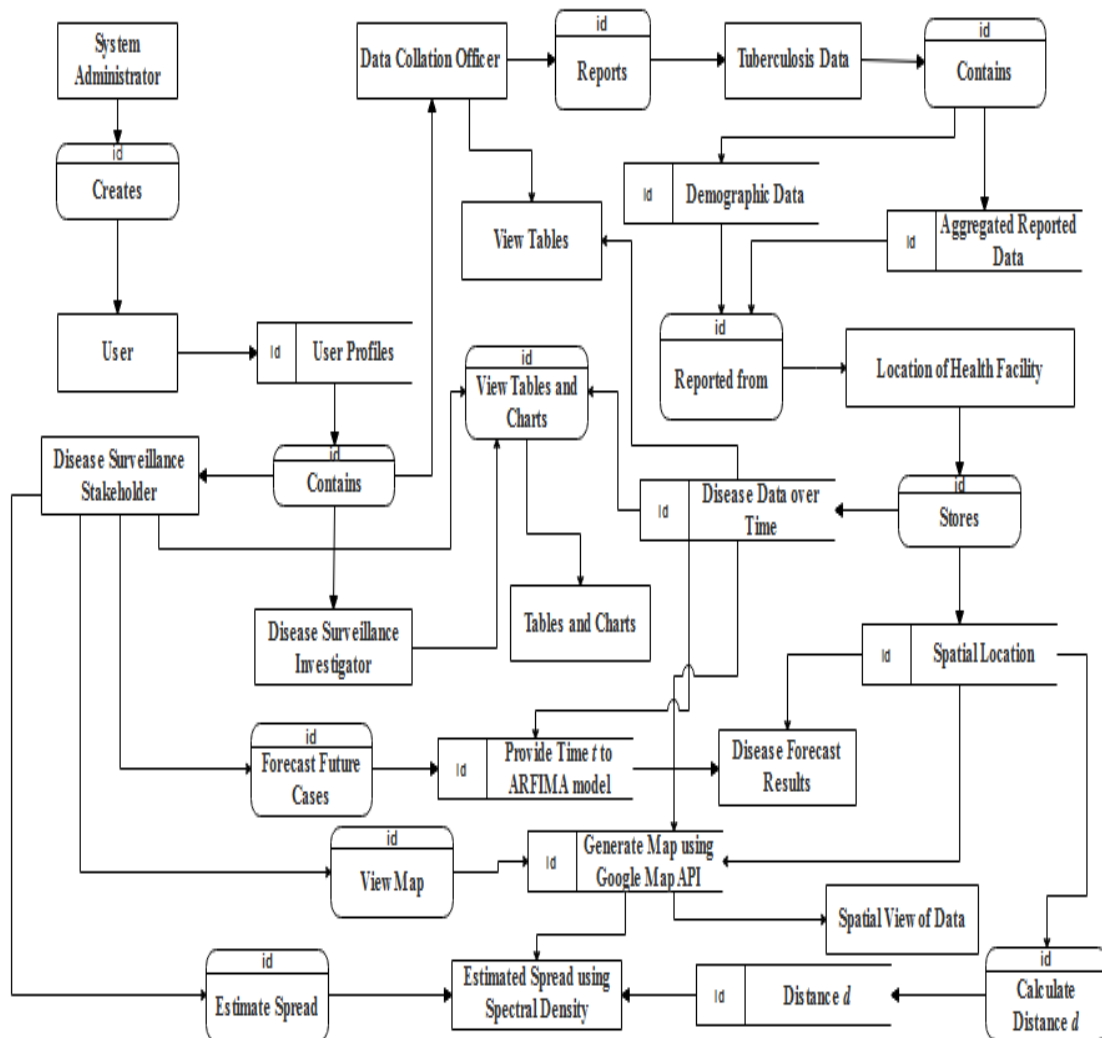 System
Administrator
Data Collation Officer
id
Reports
Tuberculosis Data
id
Contains
id
Creates
Id
Demographic Data
View Tables
Id
Aggregated Reported
Data
User
Id
User Profiles
id
View Tables and
Charts
id
Reported from
Location of Health Facility
Disease Surveillance
Stakeholder
id
Contains
Id
Disease Data over
Time
id
Stores
Disease Surveillance
Investigator
Tables and Charts
Id
Spatial Location
id
Forecast Future
Cases
Id
Provide Time t to
ARFIMA model
Disease Forecast
Results
id
View Map
Id
Generate Map using
Google Map API
Spatial View of Data
id
Estimate Spread
Estimated Spread using
Spectral Density
Id
Distance d
id
Calculate
Distance d